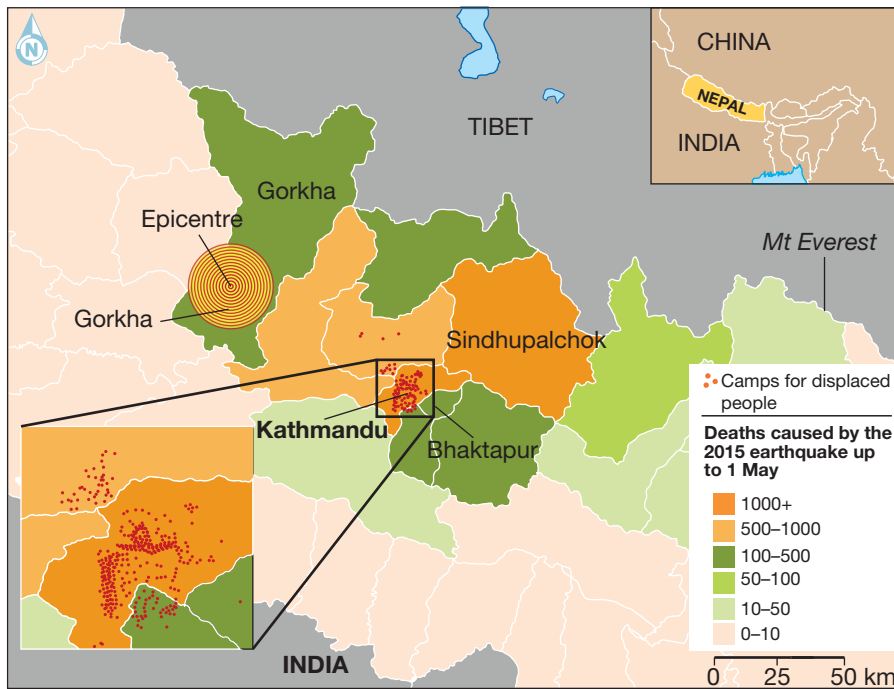 N
CHINA
NEPAL
INDIA
TIBET
Gorkha
Epicentre
Mt Everest
Gorkha
Sindhupalchok
Kathmandu
Bhaktapur
INDIA
Camps for displaced
people
Deaths caused by the
2015 earthquake up
to 1 May
1000+
500–1000
100–500
50–100
10–50
0–10
0 25 50 km